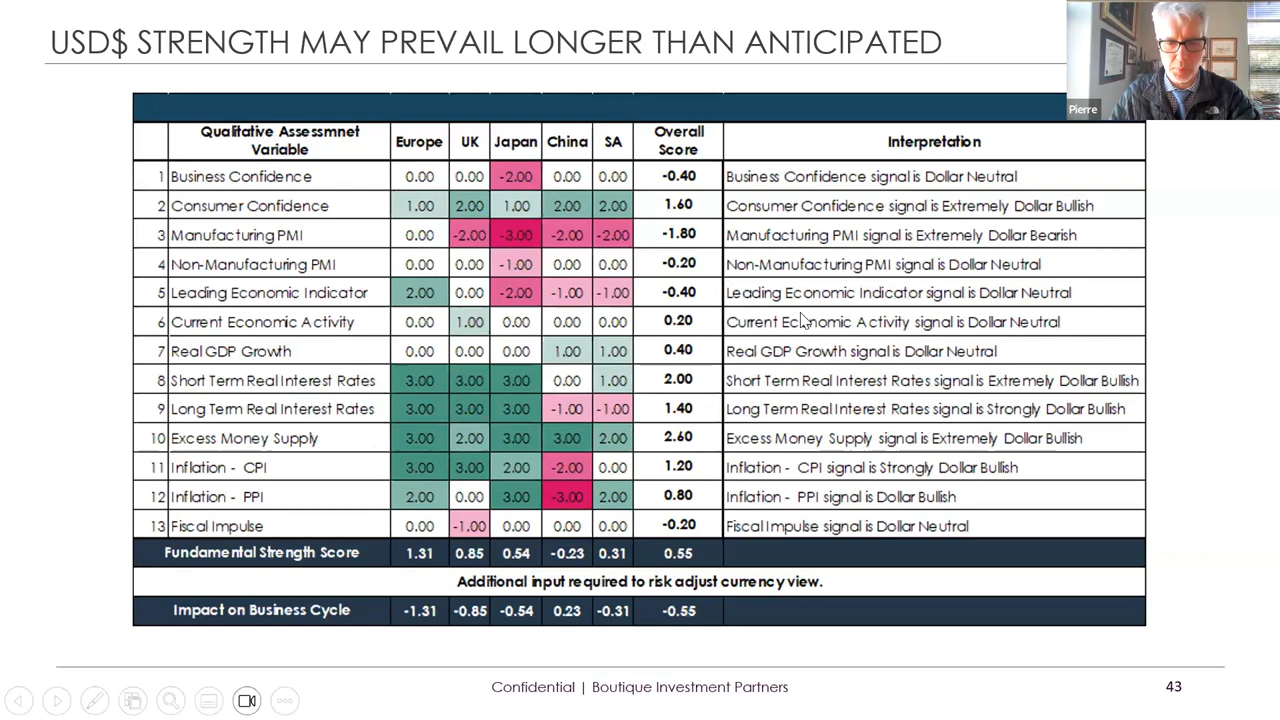 USD$ STRENGTH MAY PREVAIL LONGER THAN ANTICIPATED
Pierre
Qualitative Assessmnet Variable Europe UK Japan China SA Overall Score Interpretation
1 Business Confidence 0.00 0.00 -2.00 0.00 0.00 -0.40 Business Confidence signal is Dollar Neutral
2 Consumer Confidence 1.00 2.00 1.00 2.00 2.00 1.60 Consumer Confidence signal is Extremely Dollar Bullish
3 Manufacturing PMI 0.00 -2.00 -3.00 -2.00 -2.00 -1.80 Manufacturing PMI signal is Extremely Dollar Bearish
4 Non-Manufacturing PMI 0.00 0.00 -1.00 0.00 0.00 -0.20 Non-Manufacturing PMI signal is Dollar Neutral
5 Leading Economic Indicator 2.00 0.00 -2.00 -1.00 -1.00 -0.40 Leading Economic Indicator signal is Dollar Neutral
6 Current Economic Activity 0.00 1.00 0.00 0.00 0.00 0.20 Current Economic Activity signal is Dollar Neutral
7 Real GDP Growth 0.00 0.00 0.00 1.00 1.00 0.40 Real GDP Growth signal is Dollar Neutral
8 Short Term Real Interest Rates 3.00 3.00 3.00 0.00 1.00 2.00 Short Term Real Interest Rates signal is Extremely Dollar Bullish
9 Long Term Real Interest Rates 3.00 3.00 3.00 -1.00 -1.00 1.40 Long Term Real Interest Rates signal is Strongly Dollar Bullish
10 Excess Money Supply 3.00 2.00 3.00 3.00 2.00 2.60 Excess Money Supply signal is Extremely Dollar Bullish
11 Inflation - CPI 3.00 3.00 2.00 -2.00 0.00 1.20 Inflation - CPI signal is Strongly Dollar Bullish
12 Inflation - PPI 2.00 0.00 3.00 -3.00 2.00 0.80 Inflation - PPI signal is Dollar Bullish
13 Fiscal Impulse 0.00 -1.00 0.00 0.00 0.00 -0.20 Fiscal Impulse signal is Dollar Neutral
Fundamental Strength Score 1.31 0.85 0.54 -0.23 0.31 0.55
Additional input required to risk adjust currency view.
Impact on Business Cycle -1.31 -0.85 -0.54 0.23 -0.31 -0.55
Confidential | Boutique Investment Partners
43